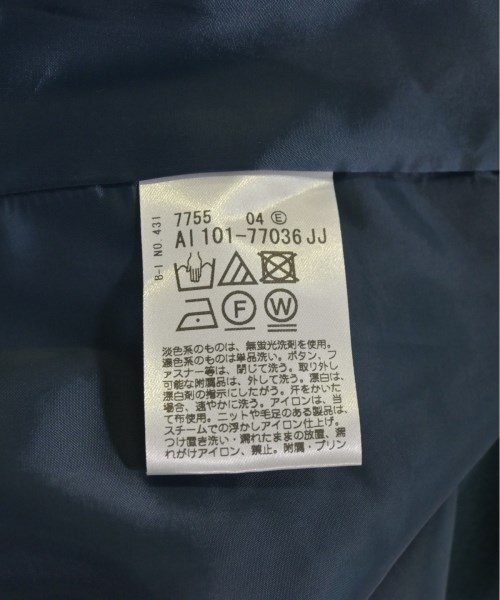 B-I NO.431
7755 04 Ⓔ
AI 101-77036 JJ
Ⓕ Ⓦ
淡色系のものは、無蛍光洗剤を使用。
濃色系のものは単品洗い。ボタン、フ
ァスナー等は、閉じて洗う。取り外し
可能な附属品は、外して洗う。漂白は、
漂白剤の指示にしたがう。汗をかいた
場合、速やかに洗う。アイロンは、当
て布使用。ニットや毛足のある製品は、
スチームでの浮かしアイロン仕上げ。
つけ置き洗い・濡れたままの放置、濡
れがけアイロン、禁止。附属・プリン